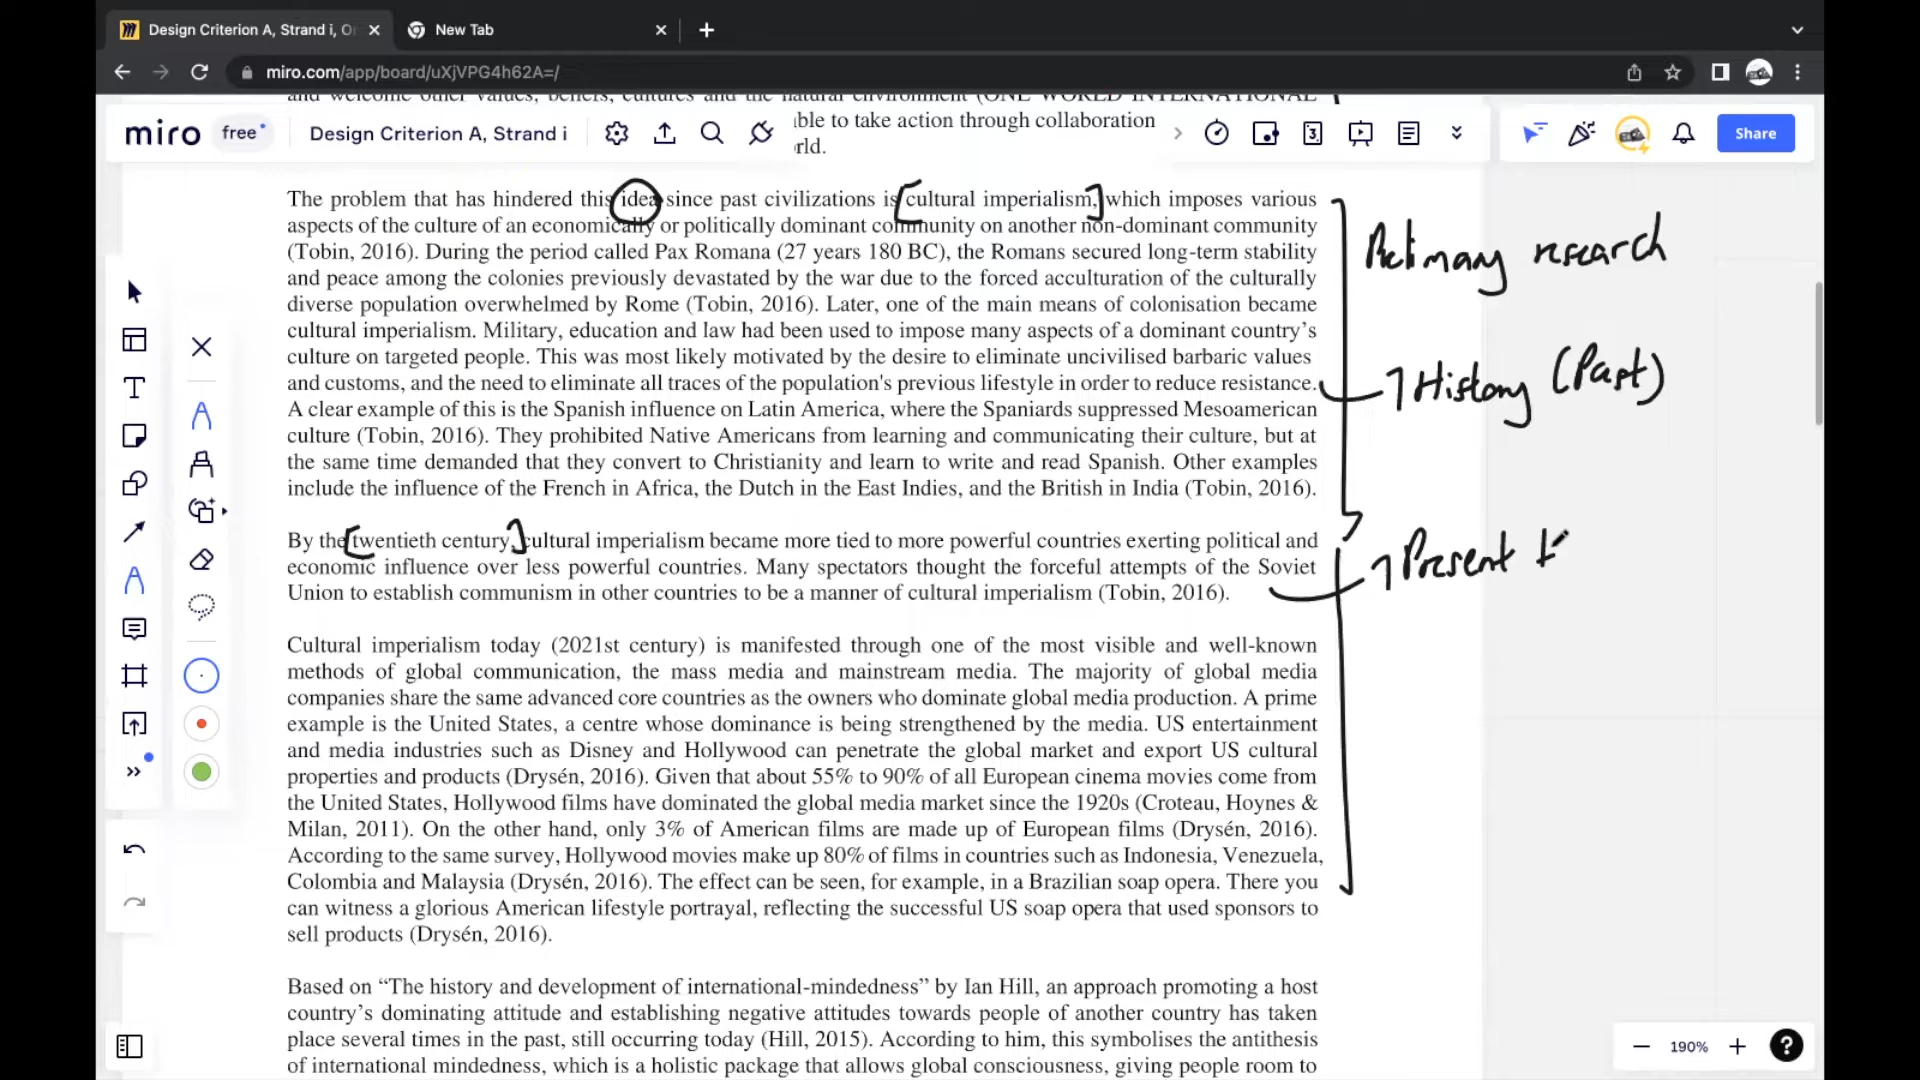 Design Criterion A, Strand i, Or
New Tab
miro.com/app/board/uXjVPG4h62A=/
and welcome other values, beliefs, cultures and the natural environment (ONE WORLD INTERNATIONAL
miro free Design Criterion A, Strand i
able to take action through collaboration
rld.
3
Share
The problem that has hindered this idea since past civilizations is [cultural imperialism,] which imposes various
aspects of the culture of an economically or politically dominant community on another non-dominant community
(Tobin, 2016). During the period called Pax Romana (27 years 180 BC), the Romans secured long-term stability
and peace among the colonies previously devastated by the war due to the forced acculturation of the culturally
diverse population overwhelmed by Rome (Tobin, 2016). Later, one of the main means of colonisation became
cultural imperialism. Military, education and law had been used to impose many aspects of a dominant country's
culture on targeted people. This was most likely motivated by the desire to eliminate uncivilised barbaric values
and customs, and the need to eliminate all traces of the population's previous lifestyle in order to reduce resistance.
A clear example of this is the Spanish influence on Latin America, where the Spaniards suppressed Mesoamerican
culture (Tobin, 2016). They prohibited Native Americans from learning and communicating their culture, but at
the same time demanded that they convert to Christianity and learn to write and read Spanish. Other examples
include the influence of the French in Africa, the Dutch in the East Indies, and the British in India (Tobin, 2016).
research
History (Past)
By the [twentieth century,] cultural imperialism became more tied to more powerful countries exerting political and
economic influence over less powerful countries. Many spectators thought the forceful attempts of the Soviet
Union to establish communism in other countries to be a manner of cultural imperialism (Tobin, 2016).
Present t
Cultural imperialism today (2021st century) is manifested through one of the most visible and well-known
methods of global communication, the mass media and mainstream media. The majority of global media
companies share the same advanced core countries as the owners who dominate global media production. A prime
example is the United States, a centre whose dominance is being strengthened by the media. US entertainment
and media industries such as Disney and Hollywood can penetrate the global market and export US cultural
properties and products (Drysén, 2016). Given that about 55% to 90% of all European cinema movies come from
the United States, Hollywood films have dominated the global media market since the 1920s (Croteau, Hoynes &
Milan, 2011). On the other hand, only 3% of American films are made up of European films (Drysén, 2016).
According to the same survey, Hollywood movies make up 80% of films in countries such as Indonesia, Venezuela,
Colombia and Malaysia (Drysén, 2016). The effect can be seen, for example, in a Brazilian soap opera. There you
can witness a glorious American lifestyle portrayal, reflecting the successful US soap opera that used sponsors to
sell products (Drysén, 2016).
Based on “The history and development of international-mindedness” by Ian Hill, an approach promoting a host
country's dominating attitude and establishing negative attitudes towards people of another country has taken
place several times in the past, still occurring today (Hill, 2015). According to him, this symbolises the antithesis
of international mindedness, which is a holistic package that allows global consciousness, giving people room to
190%